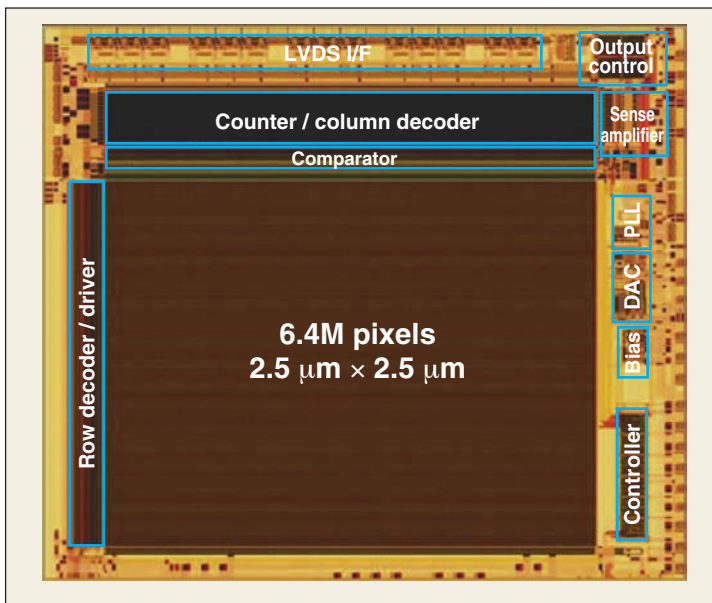 LVDS I/F
Output
control
Counter / column decoder
Sense
amplifier
Comparator
Row decoder / driver
6.4M pixels
2.5 μm × 2.5 μm
PLL
DAC
Bias
Controller